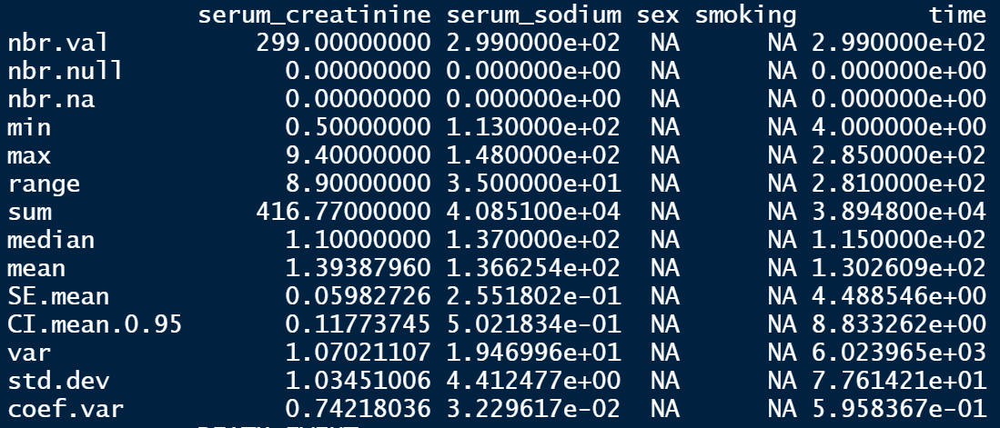 serum_creatinine serum_sodium sex smoking time
nbr.val 299.00000000 2.990000e+02 NA NA 2.990000e+02
nbr.null 0.00000000 0.000000e+00 NA NA 0.000000e+00
nbr.na 0.00000000 0.000000e+00 NA NA 0.000000e+00
min 0.50000000 1.130000e+02 NA NA 4.000000e+00
max 9.40000000 1.480000e+02 NA NA 2.850000e+02
range 8.90000000 3.500000e+01 NA NA 2.810000e+02
sum 416.77000000 4.085100e+04 NA NA 3.894800e+04
median 1.10000000 1.370000e+02 NA NA 1.150000e+02
mean 1.39387960 1.366254e+02 NA NA 1.302609e+02
SE.mean 0.05982726 2.551802e-01 NA NA 4.488546e+00
CI.mean.0.95 0.11773745 5.021834e-01 NA NA 8.833262e+00
var 1.07021107 1.946996e+01 NA NA 6.023965e+03
std.dev 1.03451006 4.412477e+00 NA NA 7.761421e+01
coef.var 0.74218036 3.229617e-02 NA NA 5.958367e-01